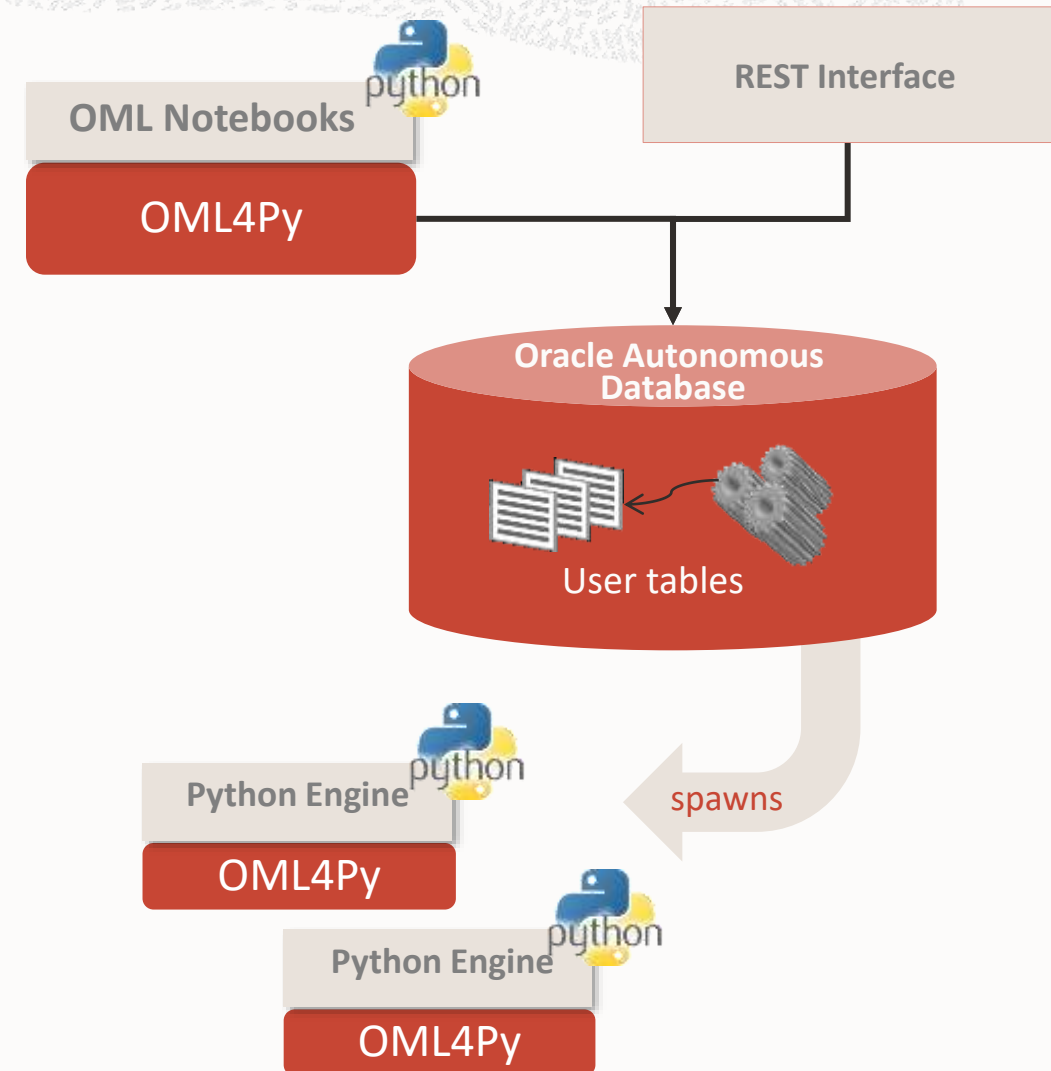 python
REST Interface
OML Notebooks
OML4Py
Oracle Autonomous
Database
User tables
spawns
python
Python Engine
OML4Py
python
Python Engine
OML4Py